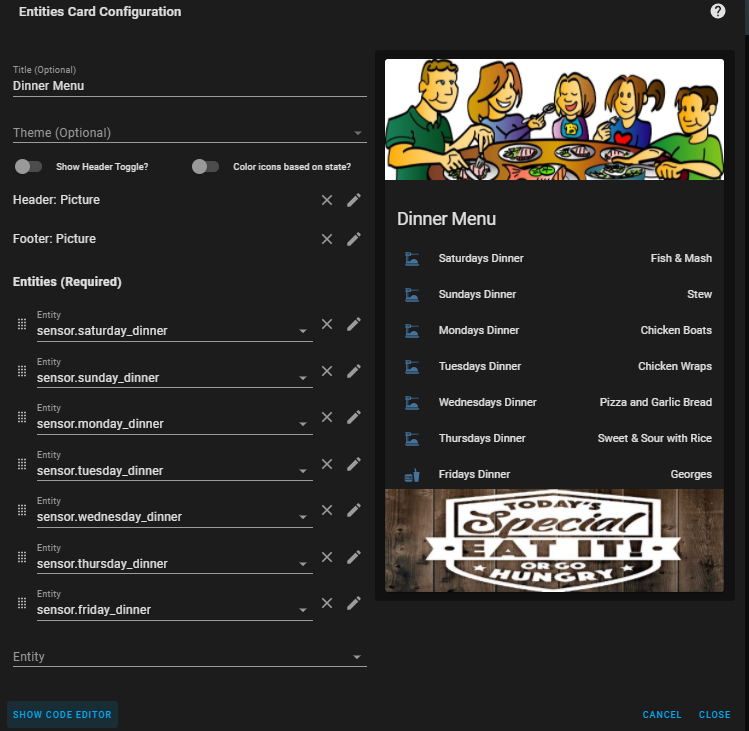 Entities Card Configuration
?
Title (Optional)
Dinner Menu
Theme (Optional)
Show Header Toggle?
Color icons based on state?
Header: Picture
Footer: Picture
Entities (Required)
Entity
sensor.saturday_dinner
Entity
sensor.sunday_dinner
Entity
sensor.monday_dinner
Entity
sensor.tuesday_dinner
Entity
sensor.wednesday_dinner
Entity
sensor.thursday_dinner
Entity
sensor.friday_dinner
Entity
SHOW CODE EDITOR
Dinner Menu
Saturdays Dinner Fish & Mash
Sundays Dinner Stew
Mondays Dinner Chicken Boats
Tuesdays Dinner Chicken Wraps
Wednesdays Dinner Pizza and Garlic Bread
Thursdays Dinner Sweet & Sour with Rice
Fridays Dinner Georges
TODAY'S
Special
EAT IT!
OR GO
HUNGRY
CANCEL CLOSE